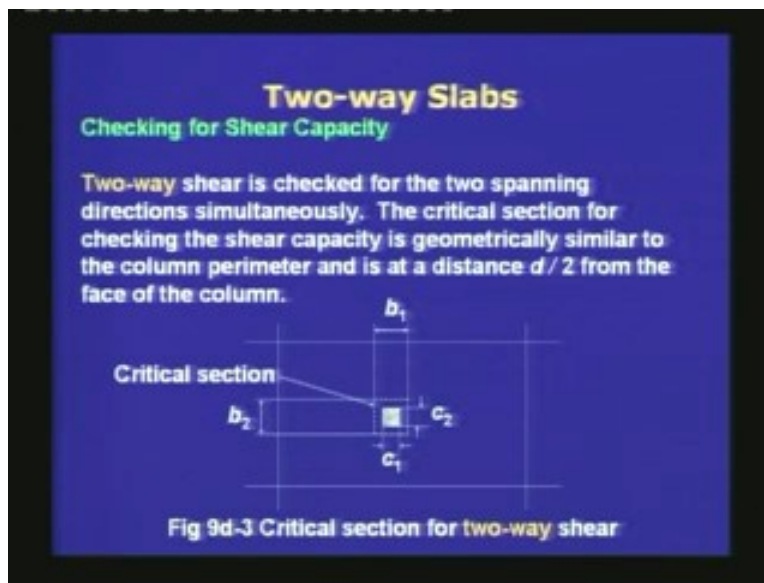 Two-way Slabs
Checking for Shear Capacity
Two-way shear is checked for the two spanning
directions simultaneously. The critical section for
checking the shear capacity is geometrically similar to
the column perimeter and is at a distance d / 2 from the
face of the column.
b₁
Critical section
b₂
c₂
c₁
Fig 9d-3 Critical section for two-way shear